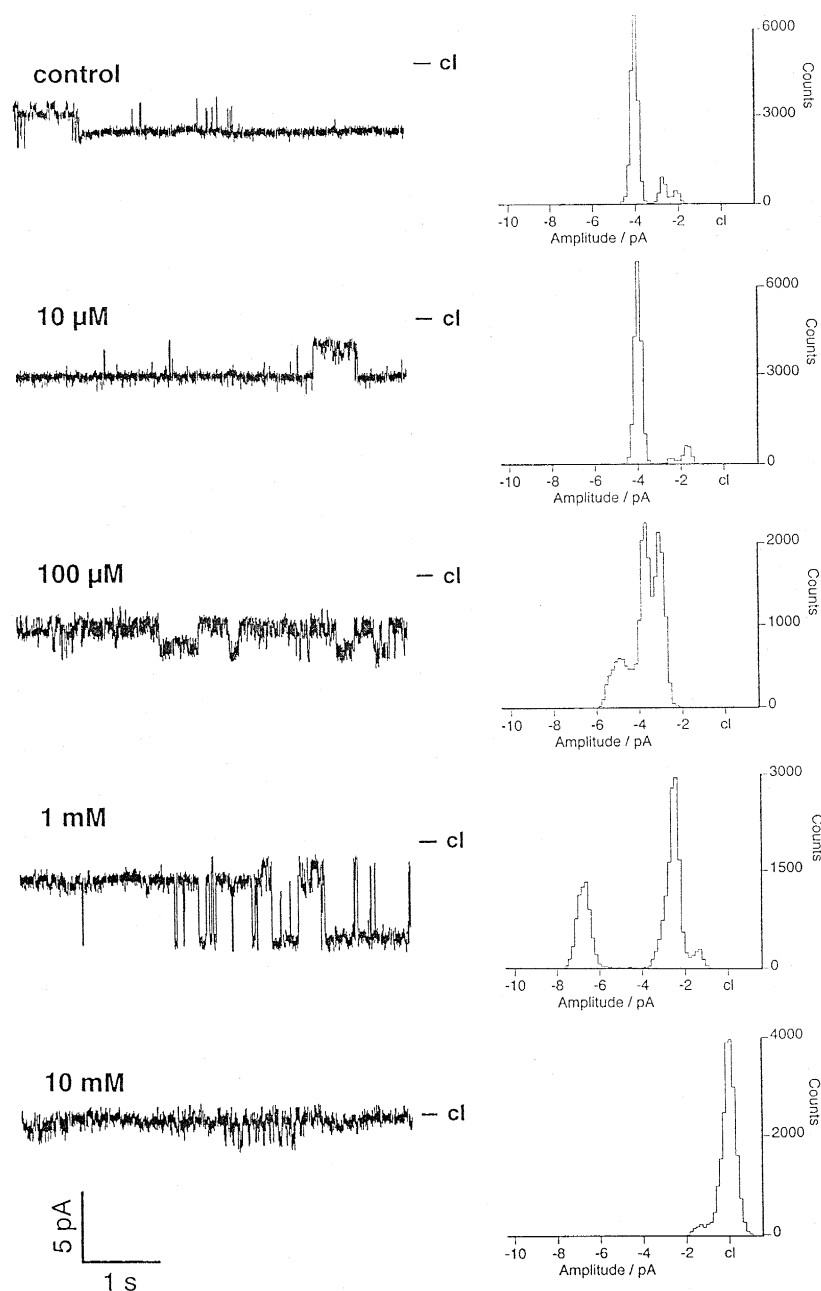 control
– cl
6000
3000
0
Counts
-10 -8 -6 -4 -2 cl
Amplitude / pA
10 µM
– cl
6000
3000
0
Counts
-10 -8 -6 -4 -2 cl
Amplitude / pA
100 µM
– cl
2000
1000
0
Counts
-10 -8 -6 -4 -2 cl
Amplitude / pA
1 mM
– cl
3000
1500
0
Counts
-10 -8 -6 -4 -2 cl
Amplitude / pA
10 mM
– cl
4000
2000
0
Counts
-10 -8 -6 -4 -2 cl
Amplitude / pA
5 pA
1 s